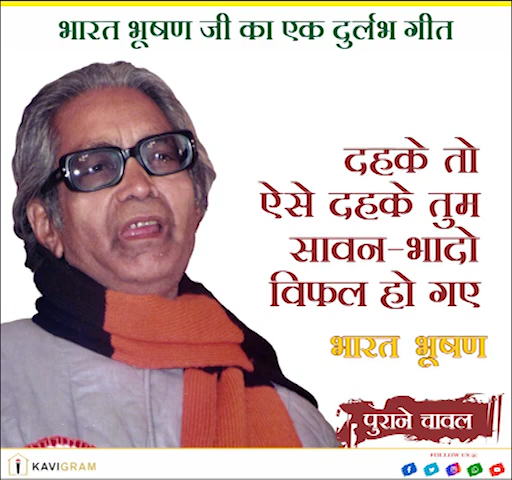 भारत भूषण जी का एक दुर्लभ गीत
दहके तो
ऐसे दहके तुम
सावन-भादो
विफल हो गए
भारत भूषण
पुराने चावल
FOLLOW US @
KAVIGRAM